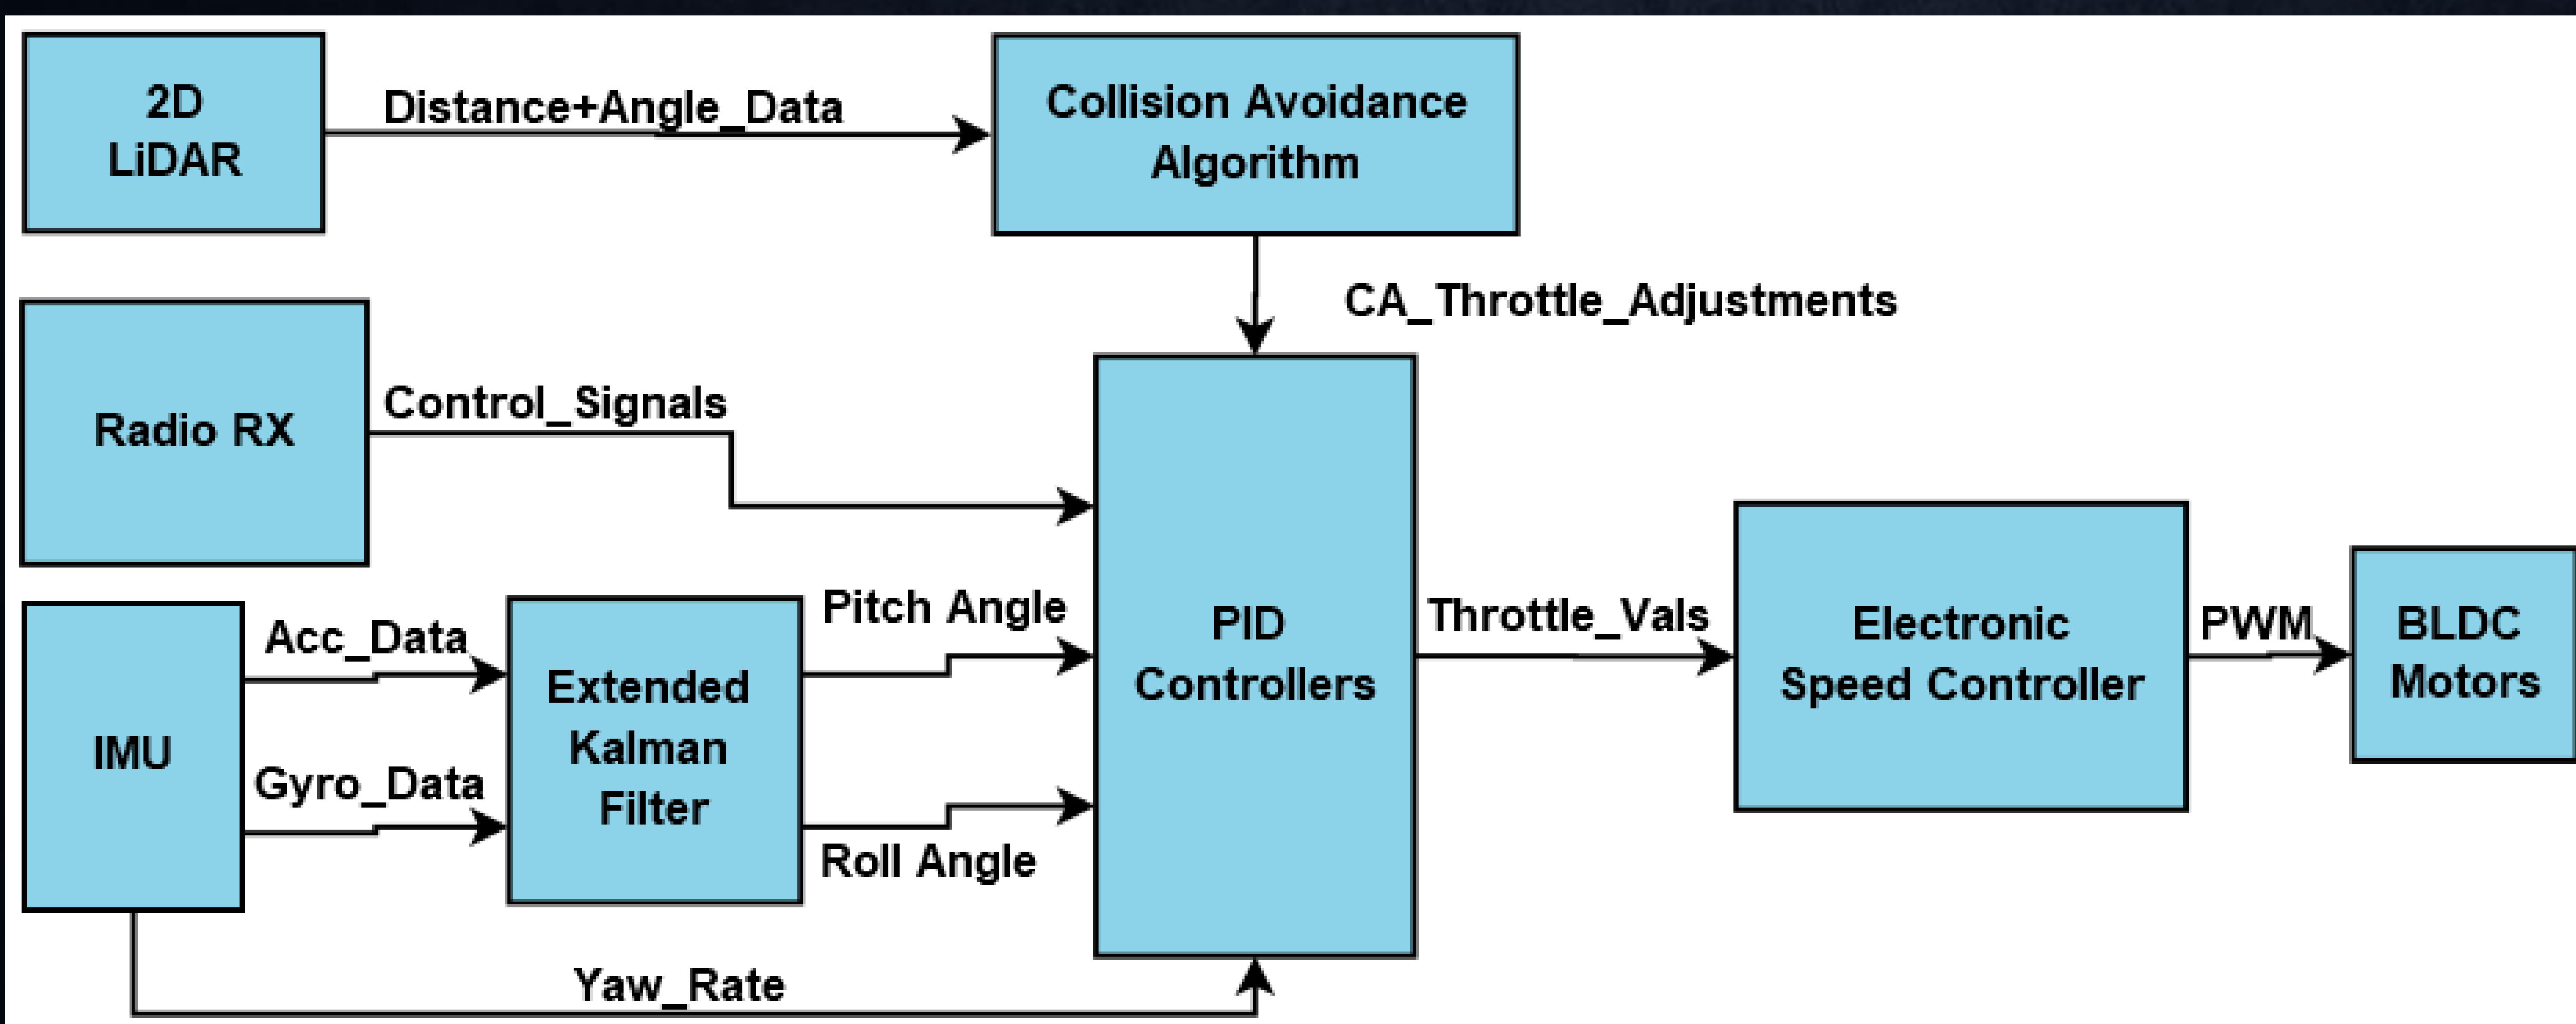 2D
LiDAR
Distance+Angle_Data
Collision Avoidance
Algorithm
CA_Throttle_Adjustments
Radio RX
Control_Signals
IMU
Acc_Data
Gyro_Data
Extended
Kalman
Filter
Pitch Angle
Roll Angle
Yaw_Rate
PID
Controllers
Throttle_Vals
Electronic
Speed Controller
PWM
BLDC
Motors